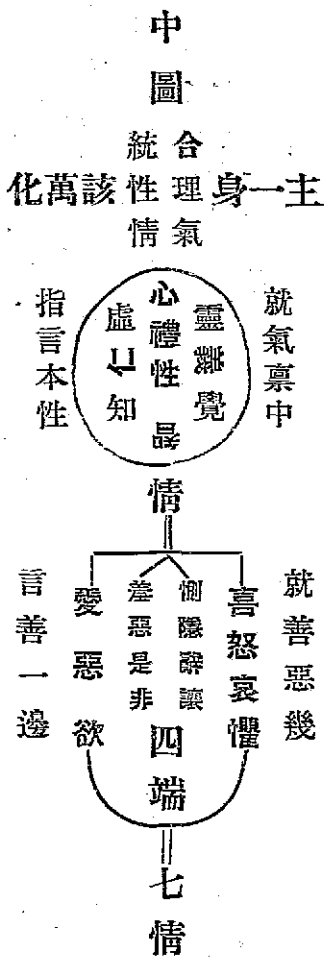 中圖
主一身 合理氣 統性情 該萬化
就氣稟中
靈 義 覺
心 禮 性 智
虛 仁 知
指言本性
情
就善惡幾
喜怒哀懼
惻隱辭讓
羞惡是非
四端
愛惡欲
言善一邊
七情